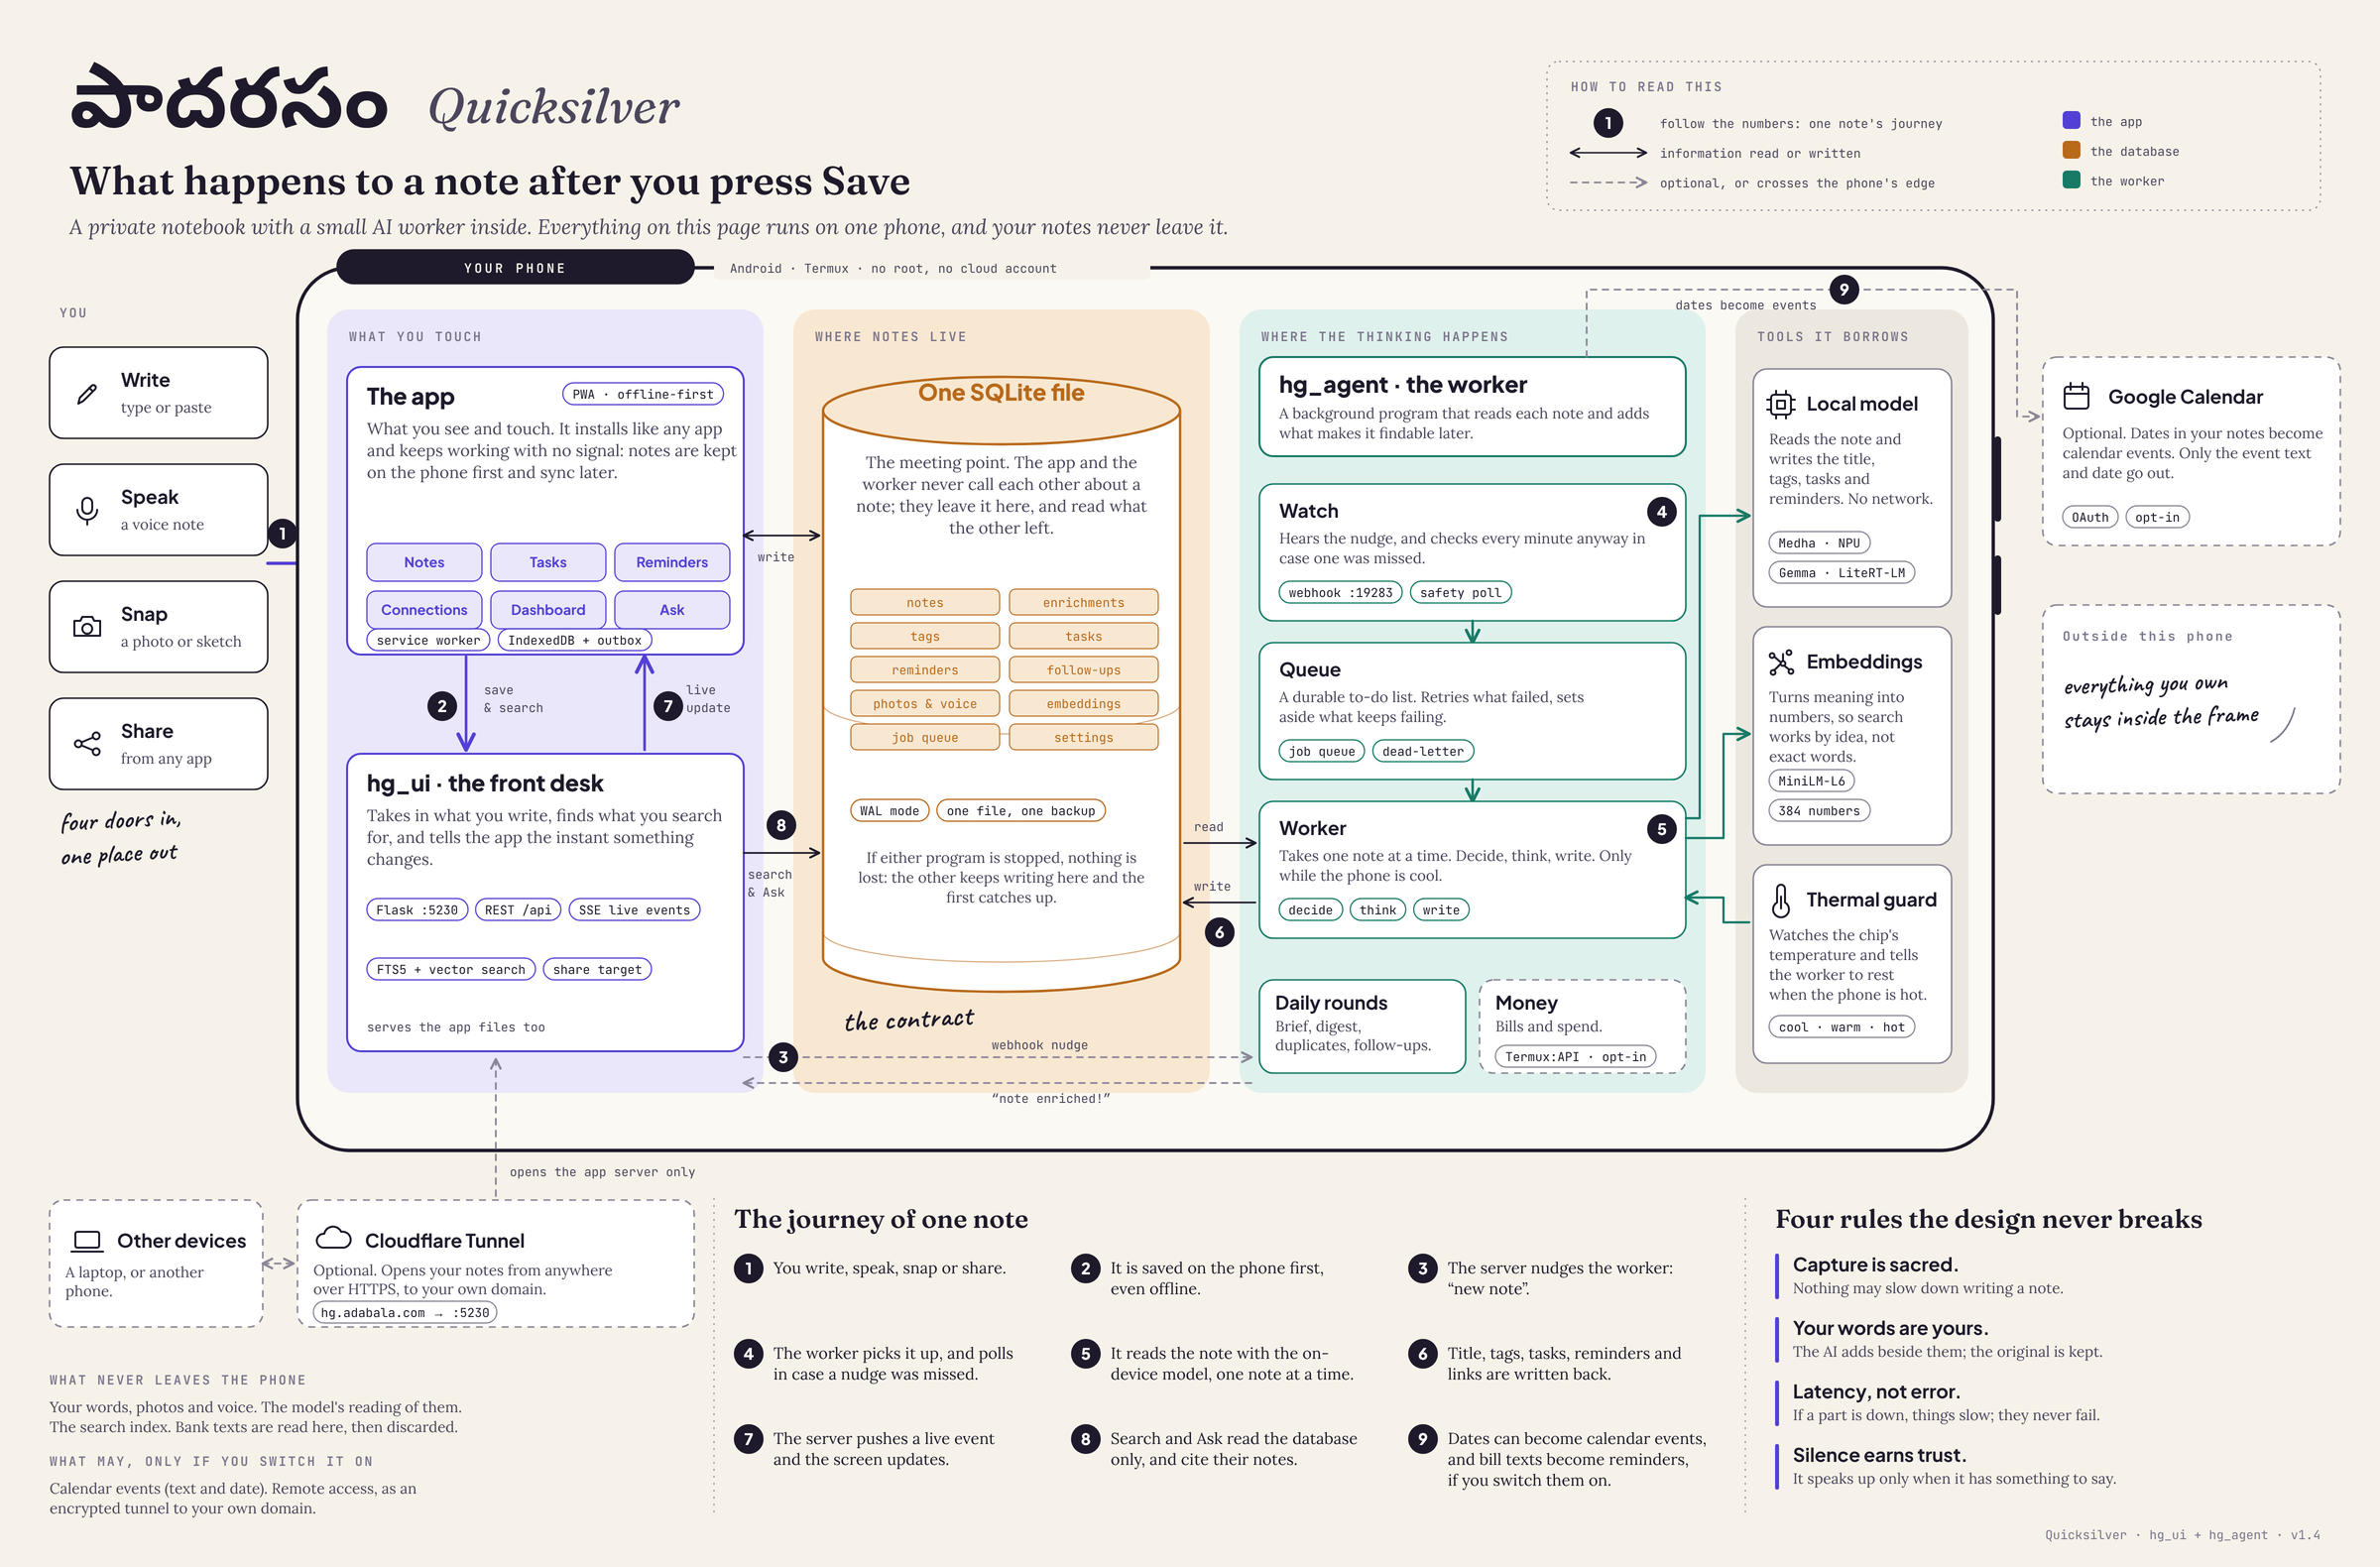 పాదరసం Quicksilver
What happens to a note after you press Save
A private notebook with a small AI worker inside. Everything on this page runs on one phone, and your notes never leave it.
HOW TO READ THIS
1 follow the numbers: one note's journey
information read or written
optional, or crosses the phone's edge
the app
the database
the worker
YOUR PHONE
Android · Termux · no root, no cloud account
YOU
Write
type or paste
Speak
a voice note
Snap
a photo or sketch
Share
from any app
four doors in,
one place out
1
WHAT YOU TOUCH
The app
PWA · offline-first
What you see and touch. It installs like any app
and keeps working with no signal: notes are kept
on the phone first and sync later.
Notes Tasks Reminders
Connections Dashboard Ask
service worker IndexedDB + outbox
2
save
& search
7
live
update
hg_ui · the front desk
Takes in what you write, finds what you search
for, and tells the app the instant something
changes.
Flask :5230 REST /api SSE live events
FTS5 + vector search share target
serves the app files too
write
8
search
& Ask
WHERE NOTES LIVE
One SQLite file
The meeting point. The app and the
worker never call each other about a
note; they leave it here, and read what
the other left.
notes enrichments
tags tasks
reminders follow-ups
photos & voice embeddings
job queue settings
WAL mode one file, one backup
If either program is stopped, nothing is
lost: the other keeps writing here and the
first catches up.
the contract
3
webhook nudge
“note enriched!”
read
write
6
WHERE THE THINKING HAPPENS
hg_agent · the worker
A background program that reads each note and adds
what makes it findable later.
Watch
4
Hears the nudge, and checks every minute anyway in
case one was missed.
webhook :19283 safety poll
Queue
A durable to-do list. Retries what failed, sets
aside what keeps failing.
job queue dead-letter
Worker
5
Takes one note at a time. Decide, think, write. Only
while the phone is cool.
decide think write
Daily rounds
Brief, digest,
duplicates, follow-ups.
Money
Bills and spend.
Termux:API · opt-in
dates become events
9
TOOLS IT BORROWS
Local model
Reads the note and
writes the title,
tags, tasks and
reminders. No network.
Medha · NPU
Gemma · LiteRT-LM
Embeddings
Turns meaning into
numbers, so search
works by idea, not
exact words.
MiniLM-L6
384 numbers
Thermal guard
Watches the chip's
temperature and tells
the worker to rest
when the phone is hot.
cool · warm · hot
Google Calendar
Optional. Dates in your notes become
calendar events. Only the event text
and date go out.
OAuth opt-in
Outside this phone
everything you own
stays inside the frame
opens the app server only
Other devices
A laptop, or another
phone.
Cloudflare Tunnel
Optional. Opens your notes from anywhere
over HTTPS, to your own domain.
hg.adabala.com → :5230
WHAT NEVER LEAVES THE PHONE
Your words, photos and voice. The model's reading of them.
The search index. Bank texts are read here, then discarded.
WHAT MAY, ONLY IF YOU SWITCH IT ON
Calendar events (text and date). Remote access, as an
encrypted tunnel to your own domain.
The journey of one note
1 You write, speak, snap or share.
2 It is saved on the phone first,
even offline.
3 The server nudges the worker:
“new note”.
4 The worker picks it up, and polls
in case a nudge was missed.
5 It reads the note with the on-
device model, one note at a time.
6 Title, tags, tasks, reminders and
links are written back.
7 The server pushes a live event
and the screen updates.
8 Search and Ask read the database
only, and cite their notes.
9 Dates can become calendar events,
and bill texts become reminders,
if you switch them on.
Four rules the design never breaks
Capture is sacred.
Nothing may slow down writing a note.
Your words are yours.
The AI adds beside them; the original is kept.
Latency, not error.
If a part is down, things slow; they never fail.
Silence earns trust.
It speaks up only when it has something to say.
Quicksilver · hg_ui + hg_agent · v1.4